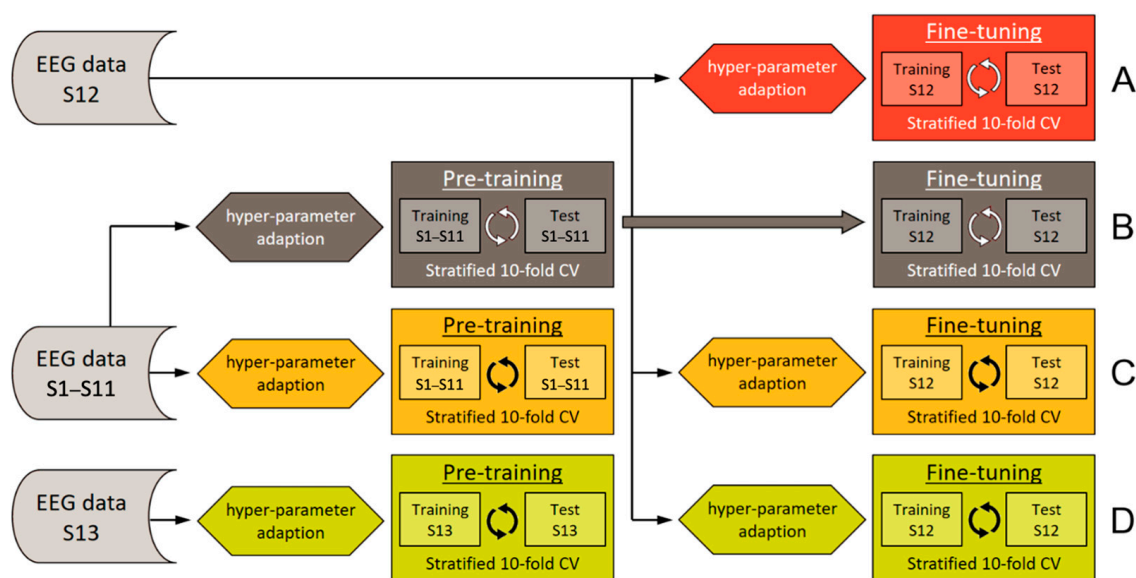 EEG data
S12
hyper-parameter
adaption
Fine-tuning
Training
S12
Test
S12
Stratified 10-fold CV
A
hyper-parameter
adaption
Pre-training
Training
S1–S11
Test
S1–S11
Stratified 10-fold CV
Fine-tuning
Training
S12
Test
S12
Stratified 10-fold CV
B
EEG data
S1–S11
hyper-parameter
adaption
Pre-training
Training
S1–S11
Test
S1–S11
Stratified 10-fold CV
hyper-parameter
adaption
Fine-tuning
Training
S12
Test
S12
Stratified 10-fold CV
C
EEG data
S13
hyper-parameter
adaption
Pre-training
Training
S13
Test
S13
Stratified 10-fold CV
hyper-parameter
adaption
Fine-tuning
Training
S12
Test
S12
Stratified 10-fold CV
D